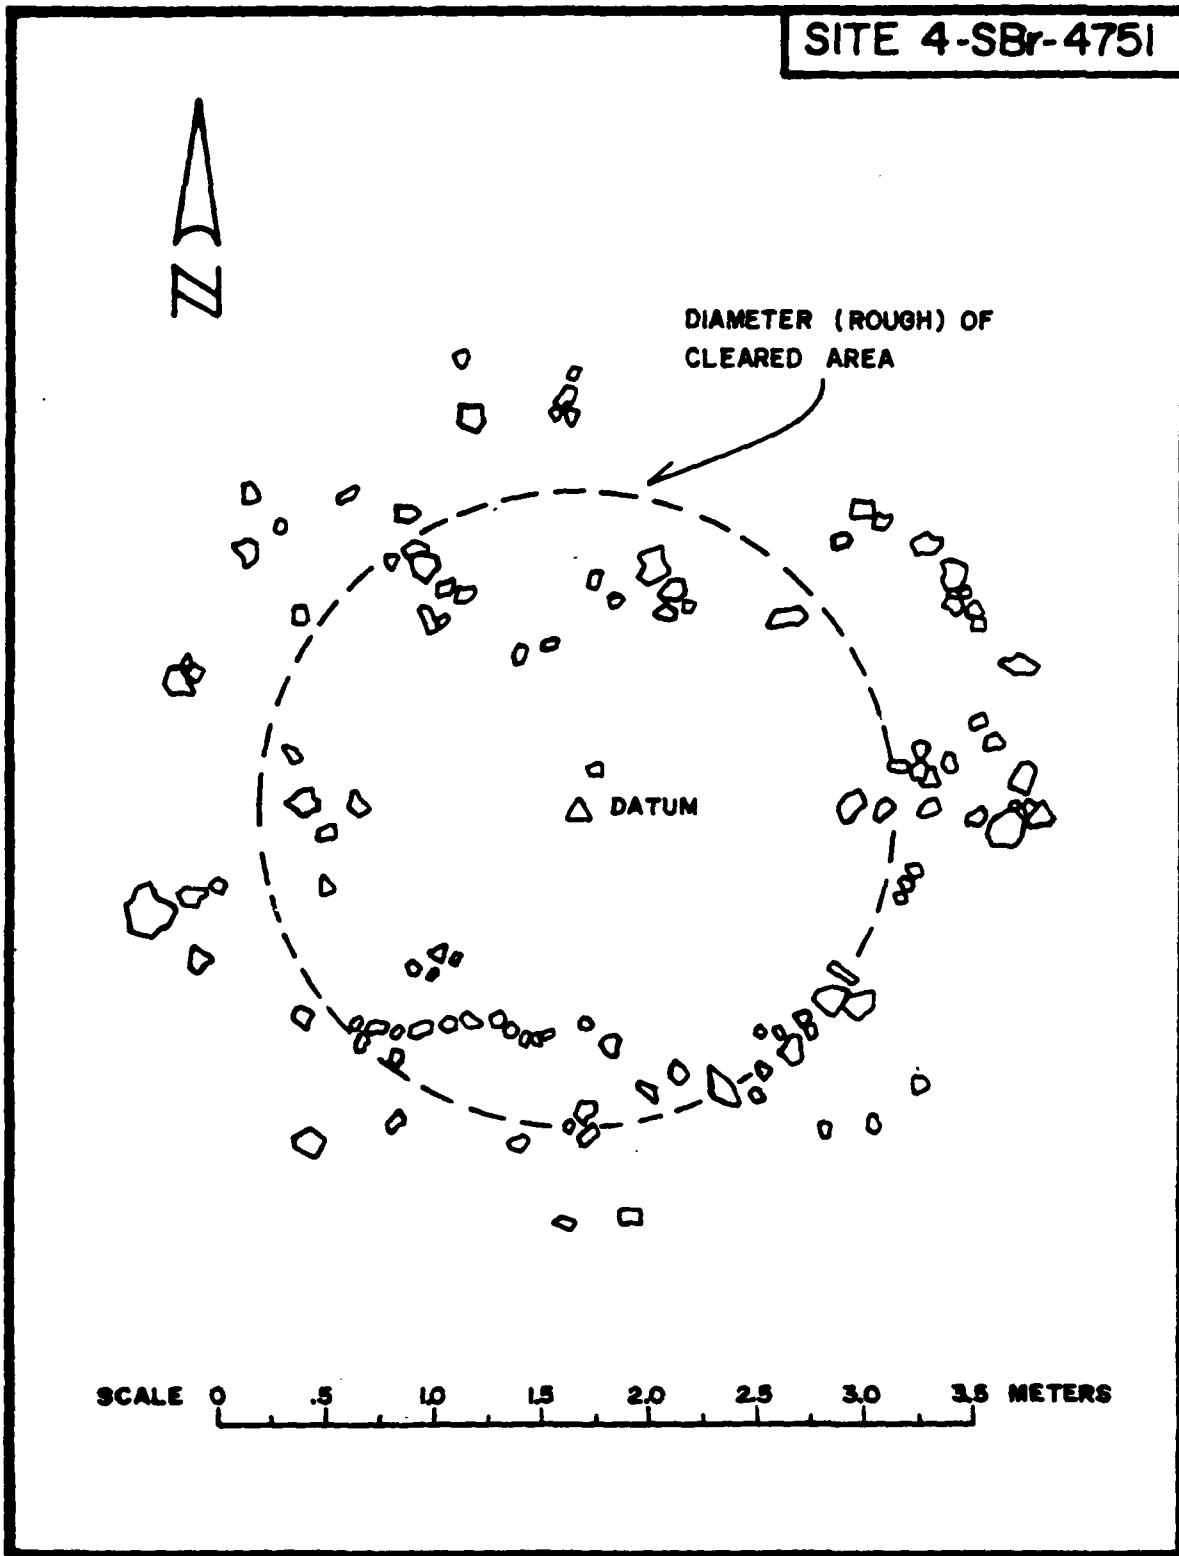 SITE 4-SBr-4751
N
DIAMETER (ROUGH) OF
CLEARED AREA
DATUM
SCALE 0 .5 1.0 1.5 2.0 2.5 3.0 3.5 METERS